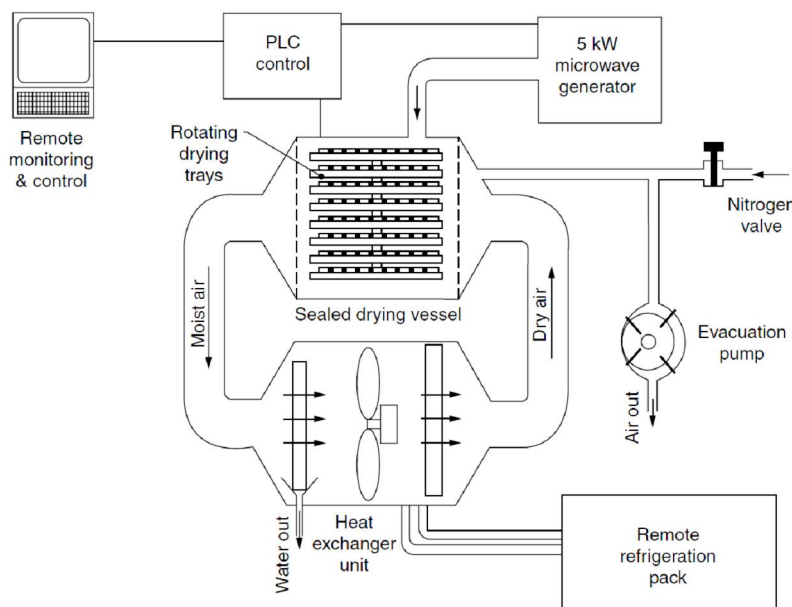 PLC
control
5 kW
microwave
generator
Remote
monitoring
& control
Rotating
drying
trays
Nitrogen
valve
Sealed drying vessel
Moist air
Dry air
Evacuation
pump
Air out
Water out
Heat
exchanger
unit
Remote
refrigeration
pack